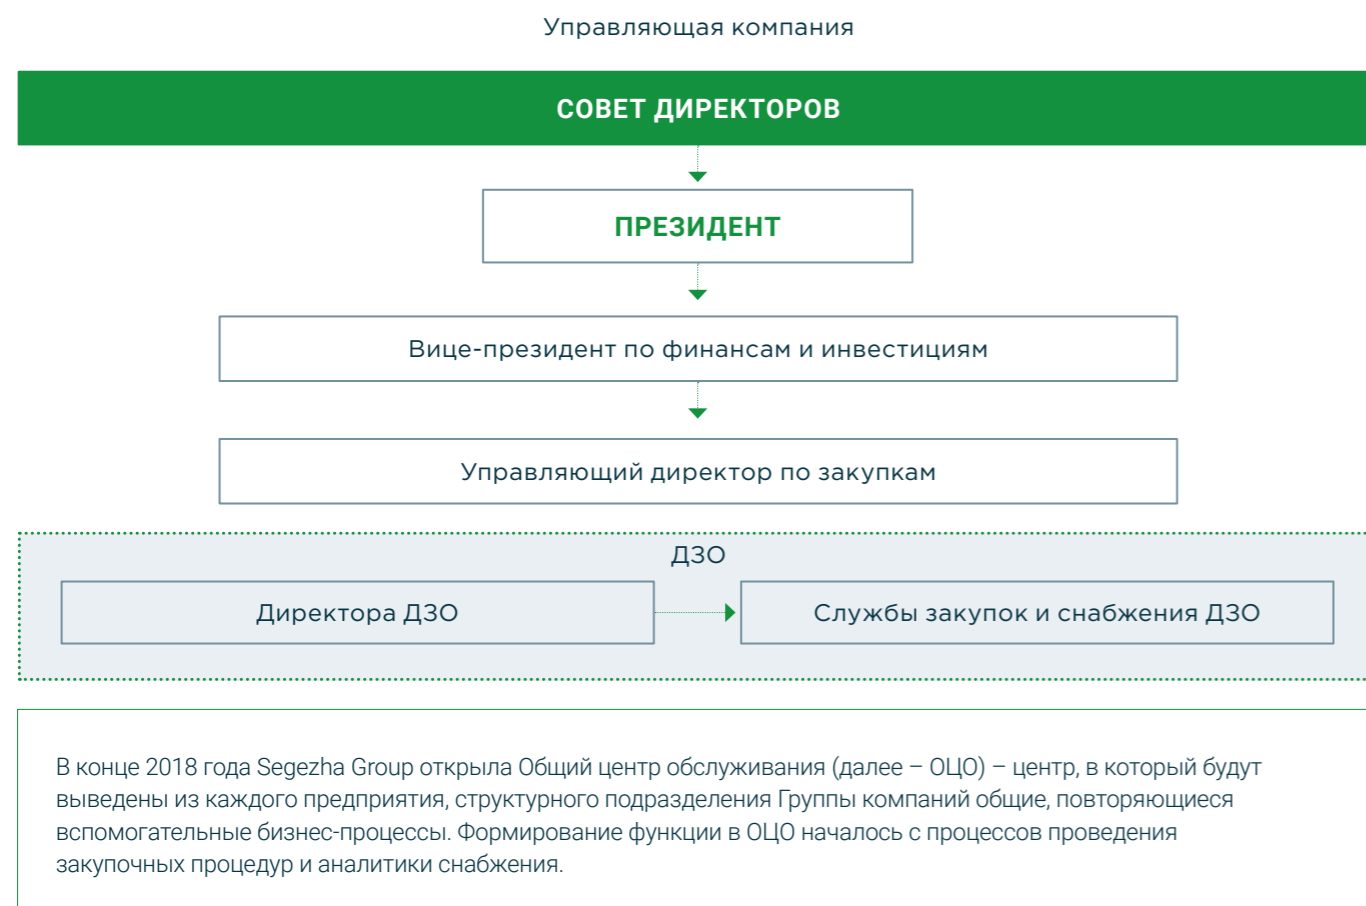 Управляющая компания
СОВЕТ ДИРЕКТОРОВ
ПРЕЗИДЕНТ
Вице-президент по финансам и инвестициям
Управляющий директор по закупкам
ДЗО
Директора ДЗО
Службы закупок и снабжения ДЗО
В конце 2018 года Segezha Group открыла Общий центр обслуживания (далее – ОЦО) – центр, в который будут
выведены из каждого предприятия, структурного подразделения Группы компаний общие, повторяющиеся
вспомогательные бизнес-процессы. Формирование функции в ОЦО началось с процессов проведения
закупочных процедур и аналитики снабжения.